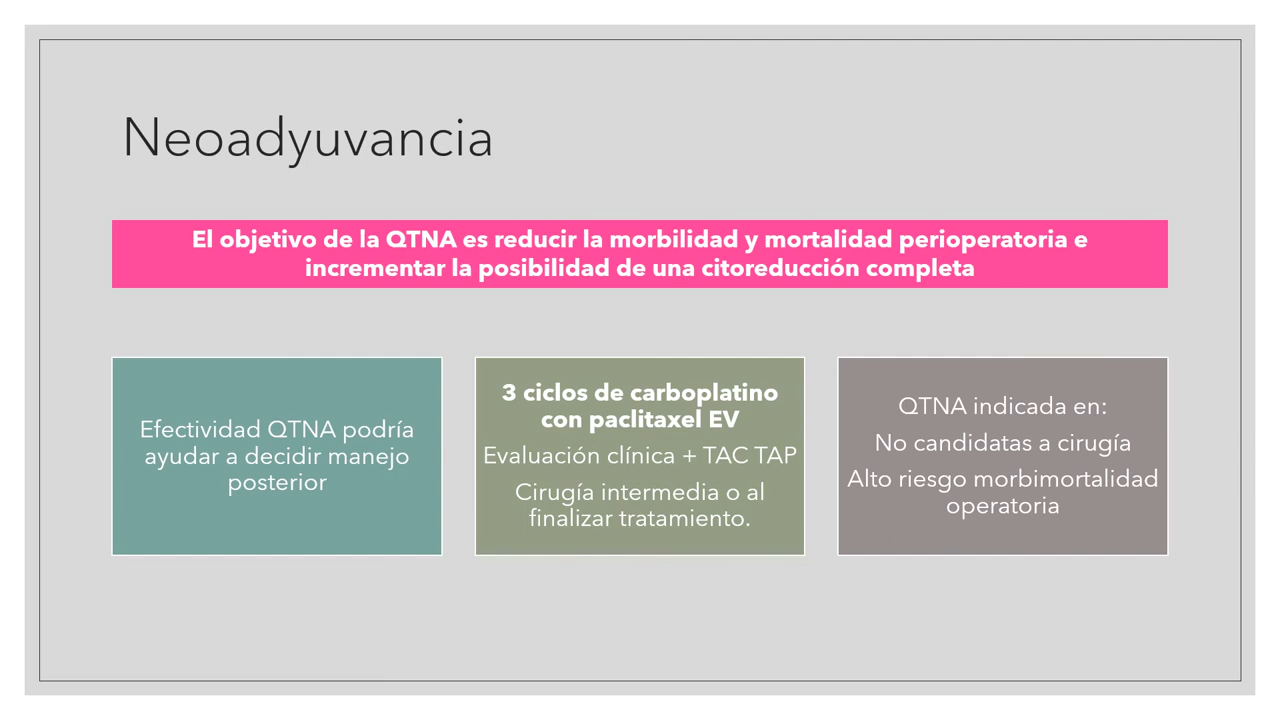 Neoadyuvancia
El objetivo de la QTNA es reducir la morbilidad y mortalidad perioperatoria e
incrementar la posibilidad de una citoreducción completa
Efectividad QTNA podría
ayudar a decidir manejo
posterior
3 ciclos de carboplatino
con paclitaxel EV
Evaluación clínica + TAC TAP
Cirugía intermedia o al
finalizar tratamiento.
QTNA indicada en:
No candidatas a cirugía
Alto riesgo morbimortalidad
operatoria